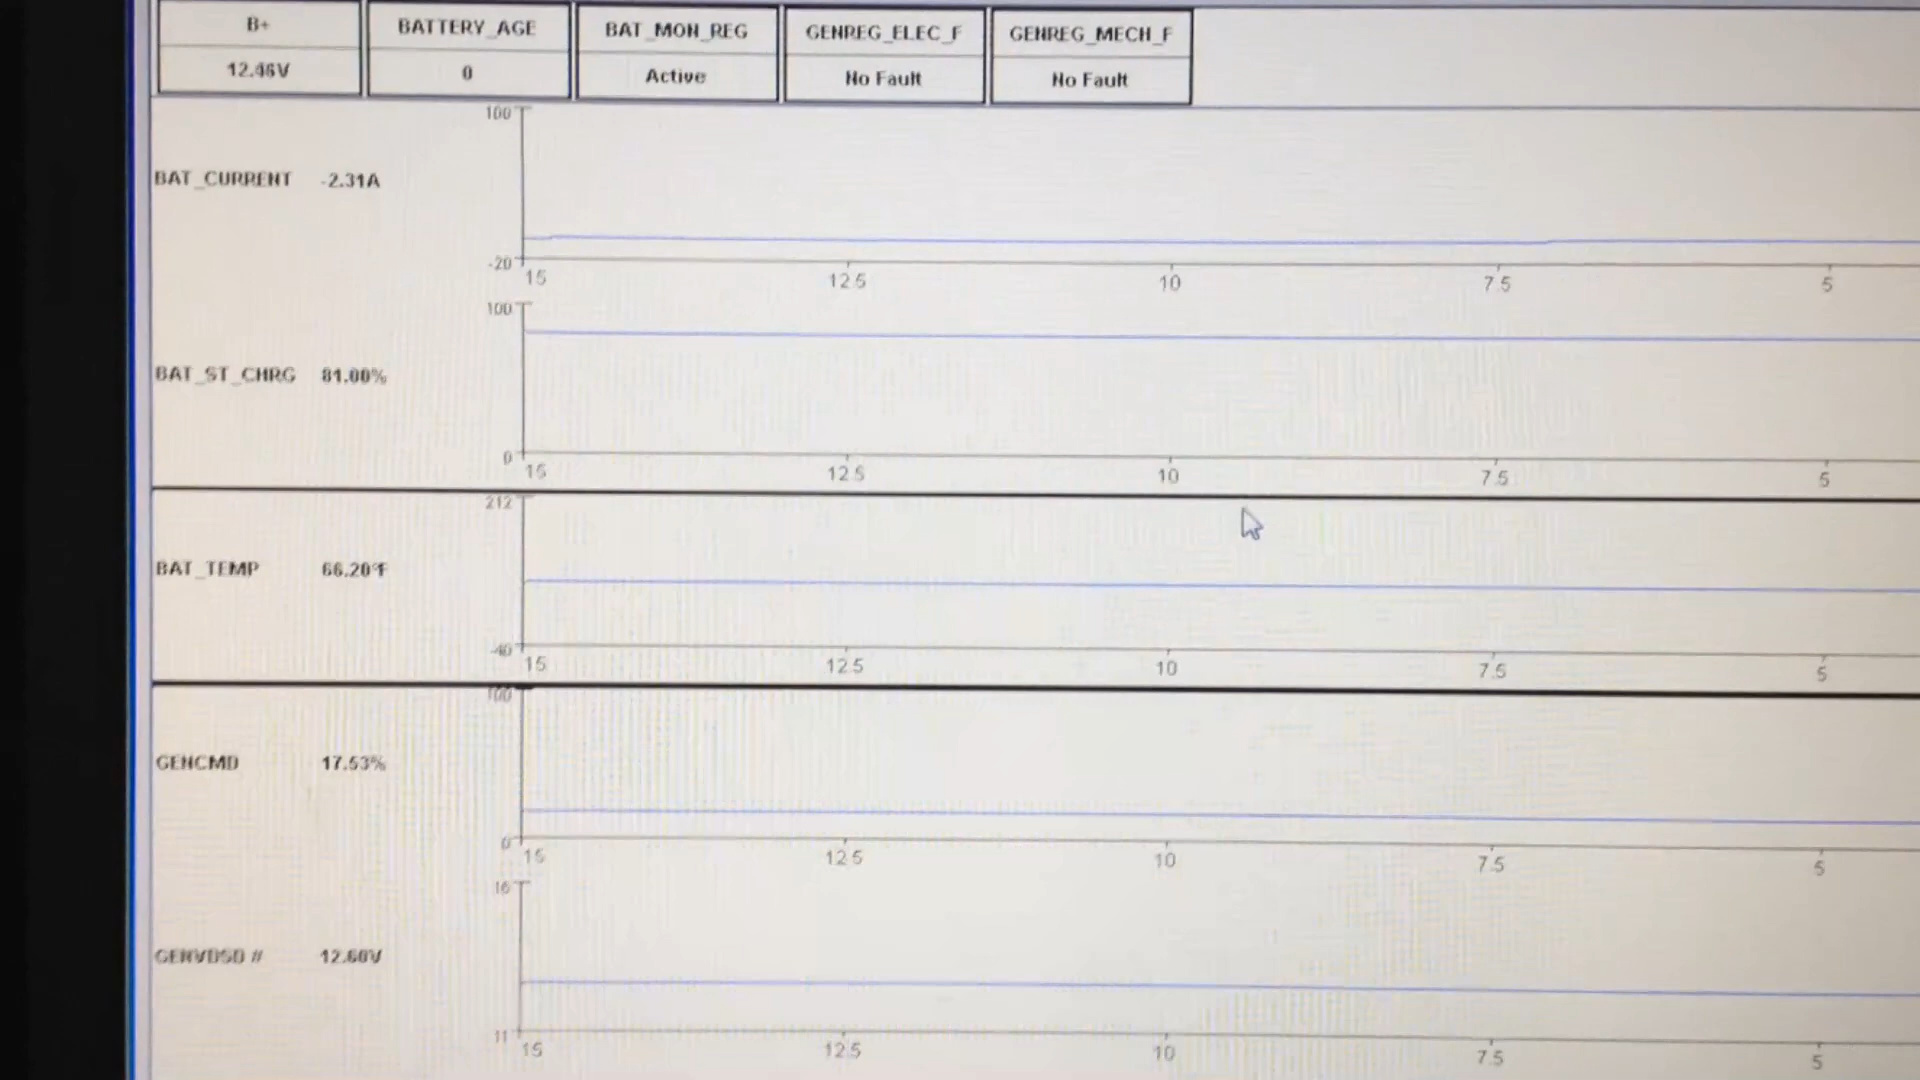 B+ BATTERY_AGE BAT_MON_REG GENREG_ELEC_F GENREG_MECH_F
12.46V 0 Active No Fault No Fault
100
BAT_CURRENT -2.31A
-20
15 12.5 10 7.5 5
100
BAT_ST_CHRG 81.00%
0
15 12.5 10 7.5 5
212
BAT_TEMP 66.20°F
-40
15 12.5 10 7.5 5
100
GENCMD 17.53%
0
15 12.5 10 7.5 5
16
GENVDSD // 12.60V
11
15 12.5 10 7.5 5